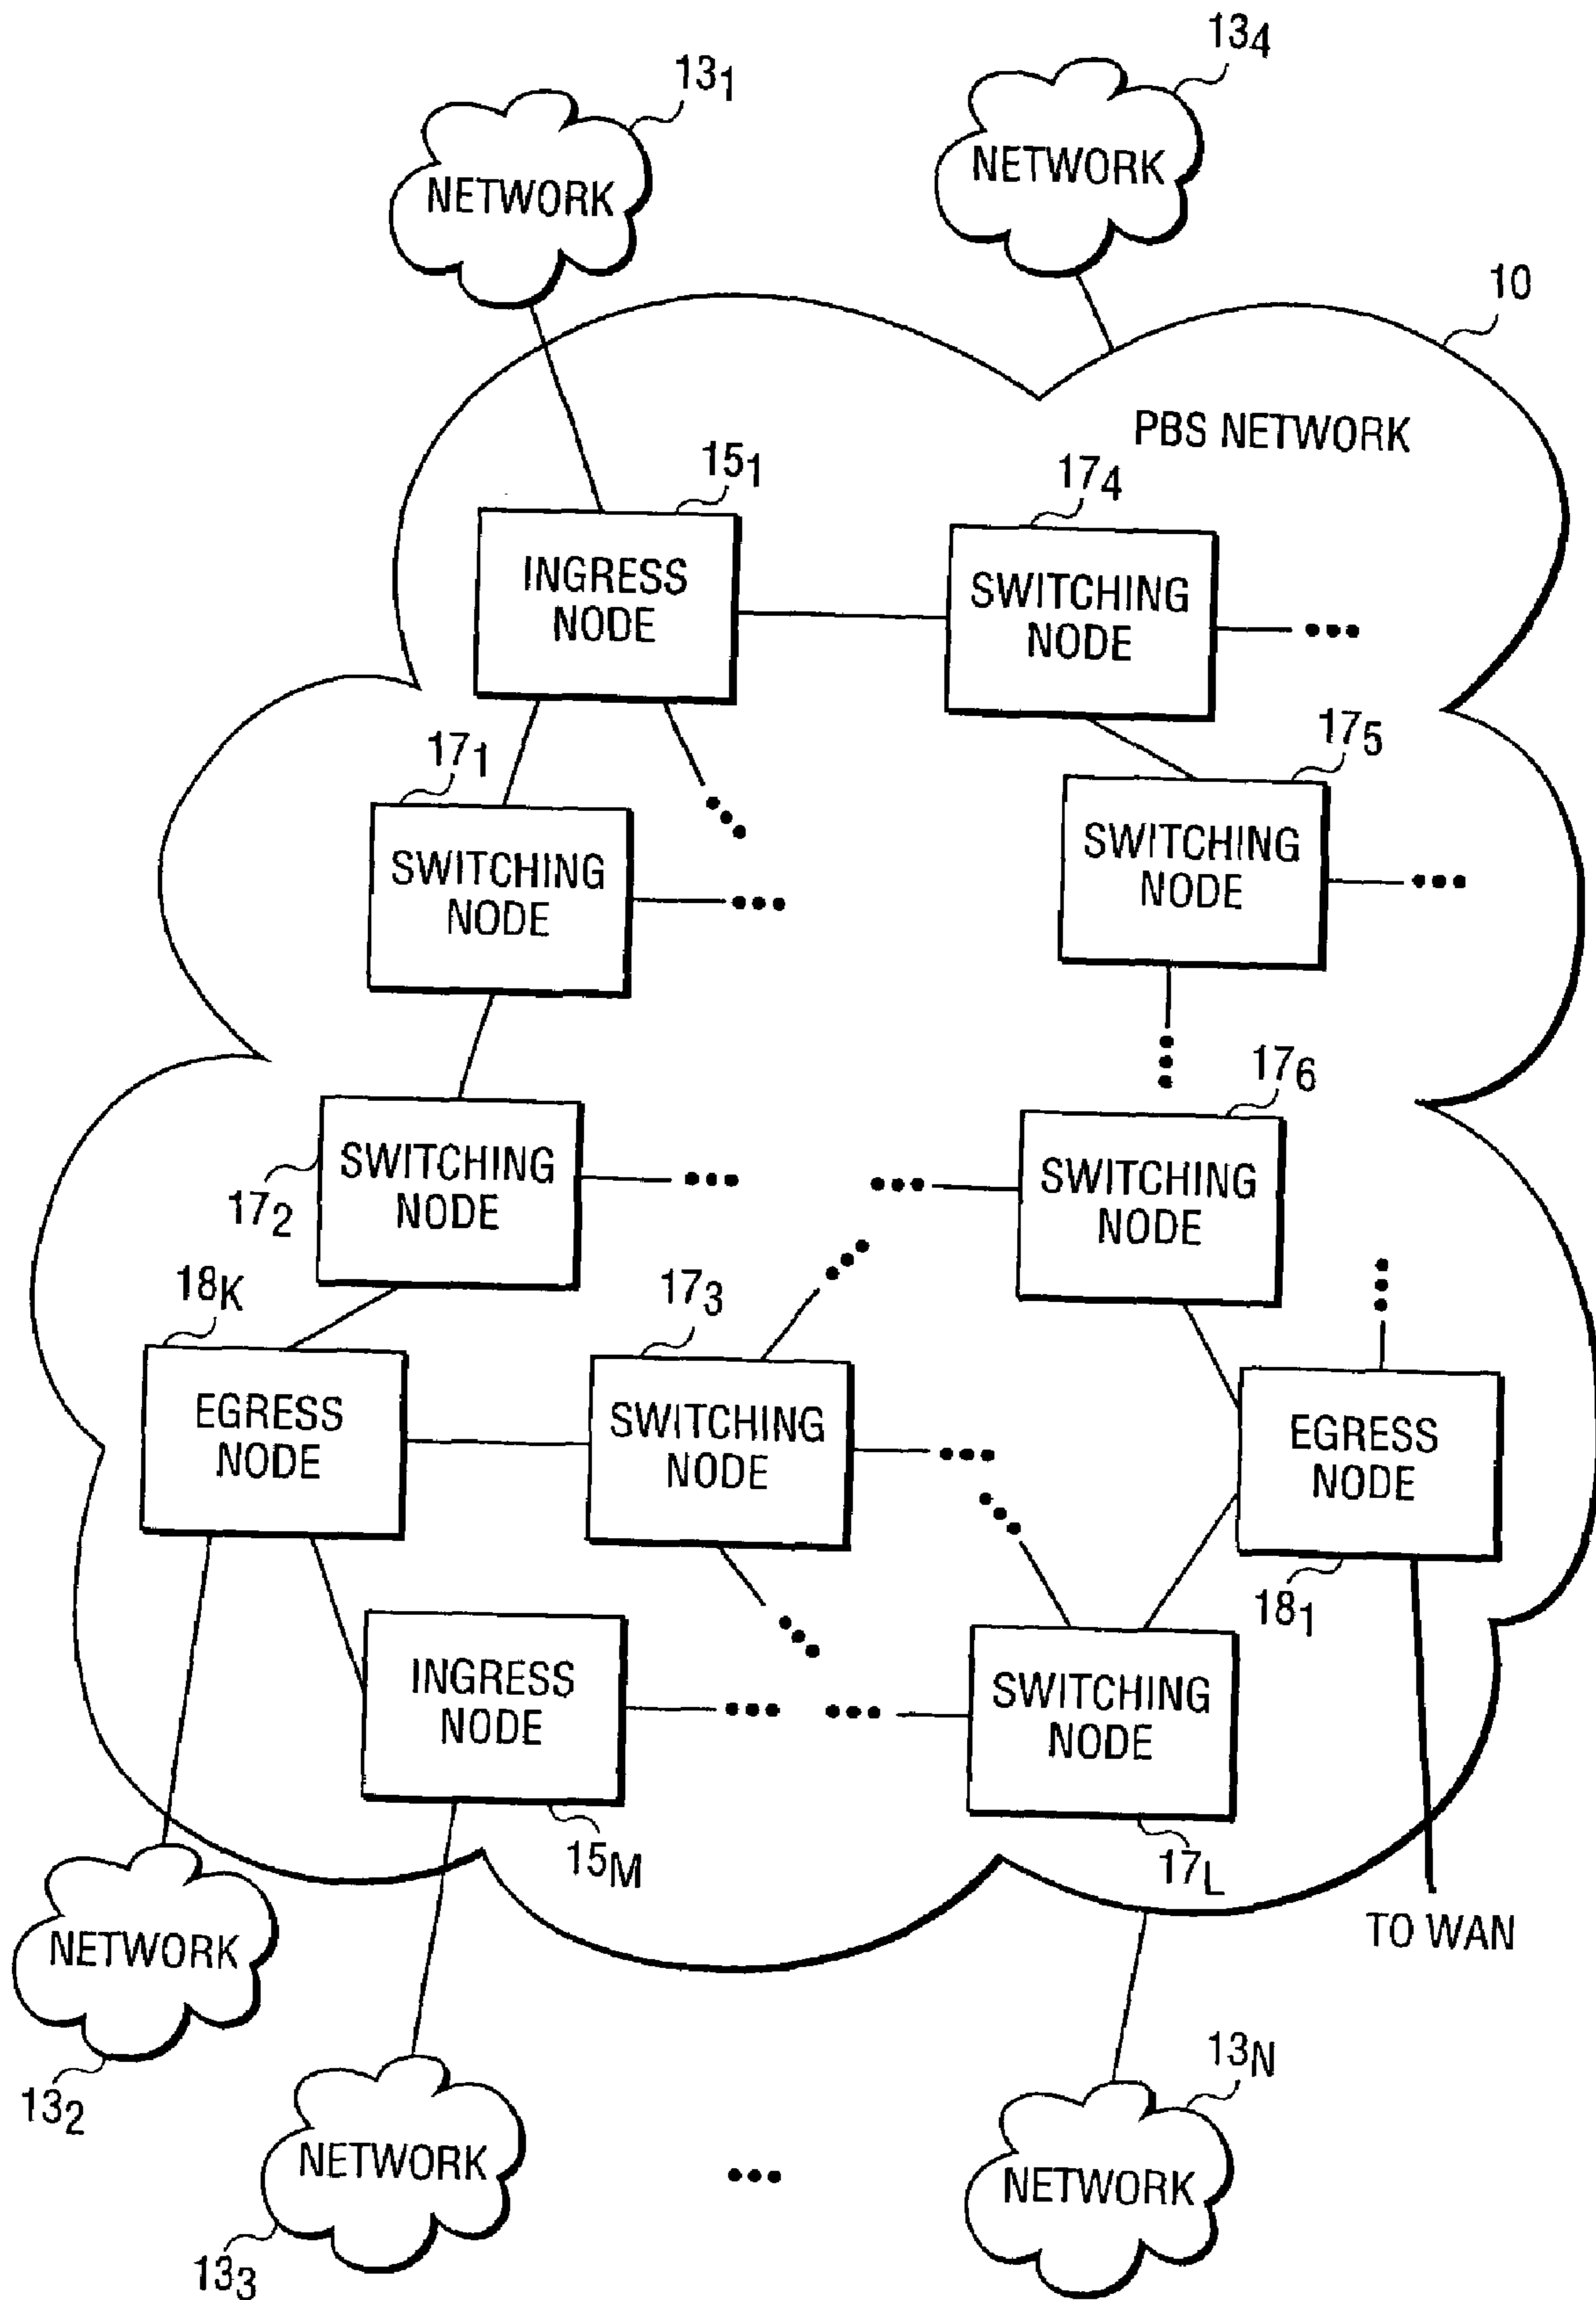 13₄
13₁
NETWORK
NETWORK
10
PBS NETWORK
15₁
17₄
INGRESS
NODE
SWITCHING
NODE
17₁
17₅
SWITCHING
NODE
SWITCHING
NODE
17₆
17₂
SWITCHING
NODE
SWITCHING
NODE
18K
17₃
EGRESS
NODE
SWITCHING
NODE
EGRESS
NODE
18₁
INGRESS
NODE
SWITCHING
NODE
15M
17L
TO WAN
NETWORK
13₂
13N
NETWORK
NETWORK
13₃